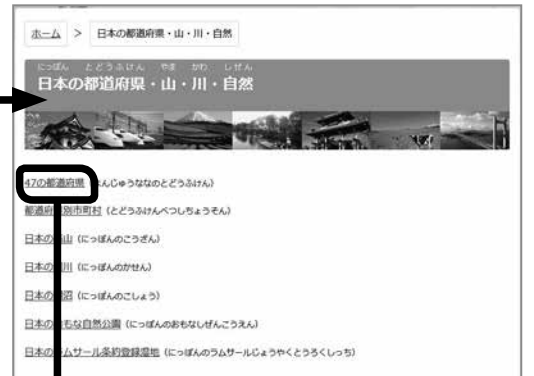 ホーム > 日本の都道府県・山・川・自然
にっぽん とどうふけん やま かわ しぜん
日本の都道府県・山・川・自然
47の都道府県 んじゅうななのとどうふけん)
都道府 別市町村 (とどうふけんべつしちょうそん)
日本の 山 (にっぽんのこうざん)
日本の 川 (にっぽんのかせん)
日本の 沼 (にっぽんのこしょう)
日本の もな自然公園 (にっぽんのおもなしぜんこうえん)
日本の ムサール条約登録湿地 (にっぽんのラムサールじょうやくとうろくしっち)